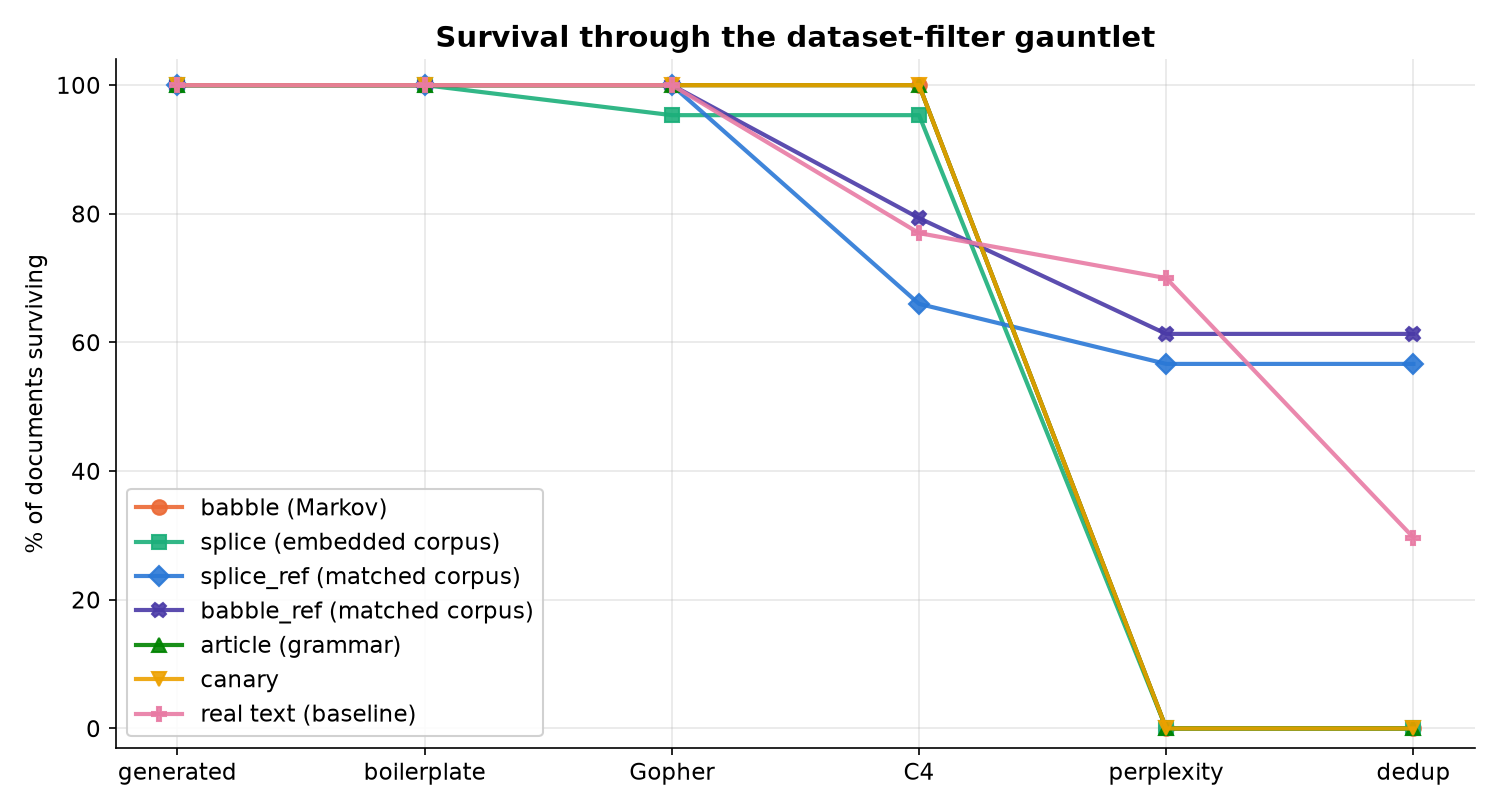 Survival through the dataset-filter gauntlet
% of documents surviving
100
80
60
40
20
0
babble (Markov)
splice (embedded corpus)
splice_ref (matched corpus)
babble_ref (matched corpus)
article (grammar)
canary
real text (baseline)
generated boilerplate Gopher C4 perplexity dedup